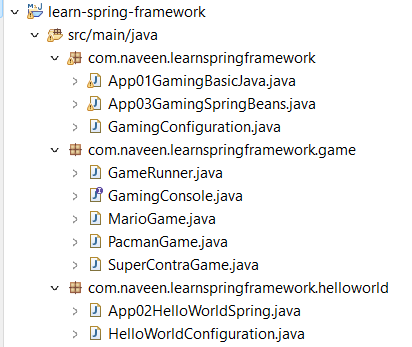 learn-spring-framework
src/main/java
com.naveen.learnspringframework
App01GamingBasicJava.java
App03GamingSpringBeans.java
GamingConfiguration.java
com.naveen.learnspringframework.game
GameRunner.java
GamingConsole.java
MarioGame.java
PacmanGame.java
SuperContraGame.java
com.naveen.learnspringframework.helloworld
App02HelloWorldSpring.java
HelloWorldConfiguration.java